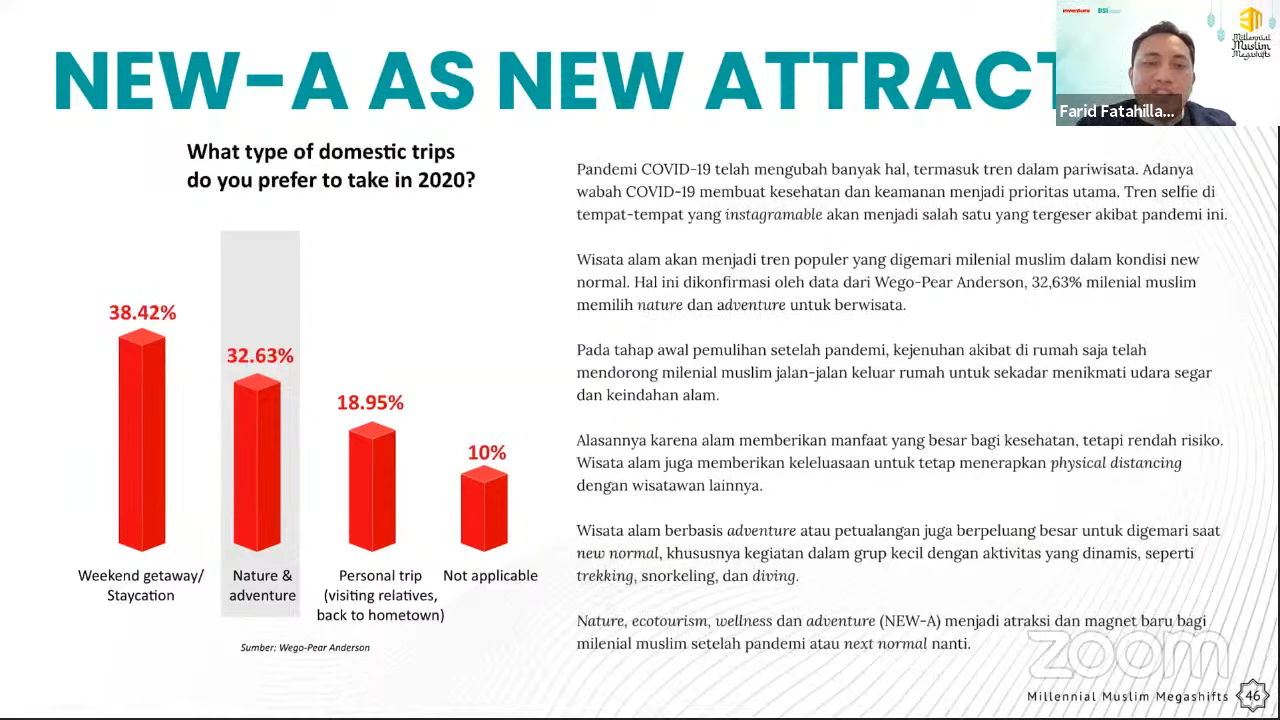 inventure
NEW-A AS NEW ATTRACT
Millennial
Muslim
Megashifts
Farid Fatahilla...
What type of domestic trips
do you prefer to take in 2020?
38.42%
32.63%
18.95%
10%
Weekend getaway/
Staycation
Nature &
adventure
Personal trip
(visiting relatives,
back to hometown)
Not applicable
Sumber: Wego-Pear Anderson
Pandemi COVID-19 telah mengubah banyak hal, termasuk tren dalam pariwisata. Adanya
wabah COVID-19 membuat kesehatan dan keamanan menjadi prioritas utama. Tren selfie di
tempat-tempat yang instagramable akan menjadi salah satu yang tergeser akibat pandemi ini.
Wisata alam akan menjadi tren populer yang digemari milenial muslim dalam kondisi new
normal. Hal ini dikonfirmasi oleh data dari Wego-Pear Anderson, 32,63% milenial muslim
memilih nature dan adventure untuk berwisata.
Pada tahap awal pemulihan setelah pandemi, kejenuhan akibat di rumah saja telah
mendorong milenial muslim jalan-jalan keluar rumah untuk sekadar menikmati udara segar
dan keindahan alam.
Alasannya karena alam memberikan manfaat yang besar bagi kesehatan, tetapi rendah risiko.
Wisata alam juga memberikan keleluasaan untuk tetap menerapkan physical distancing
dengan wisatawan lainnya.
Wisata alam berbasis adventure atau petualangan juga berpeluang besar untuk digemari saat
new normal, khususnya kegiatan dalam grup kecil dengan aktivitas yang dinamis, seperti
trekking, snorkeling, dan diving.
Nature, ecotourism, wellness dan adventure (NEW-A) menjadi atraksi dan magnet baru bagi
milenial muslim setelah pandemi atau next normal nanti.
zoom
Millennial Muslim Megashifts
46